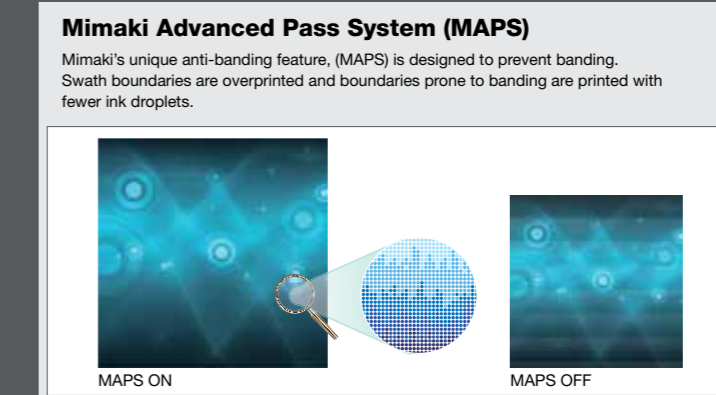 Mimaki Advanced Pass System (MAPS)
Mimaki's unique anti-banding feature, (MAPS) is designed to prevent banding.
Swath boundaries are overprinted and boundaries prone to banding are printed with
fewer ink droplets.
MAPS ON
MAPS OFF